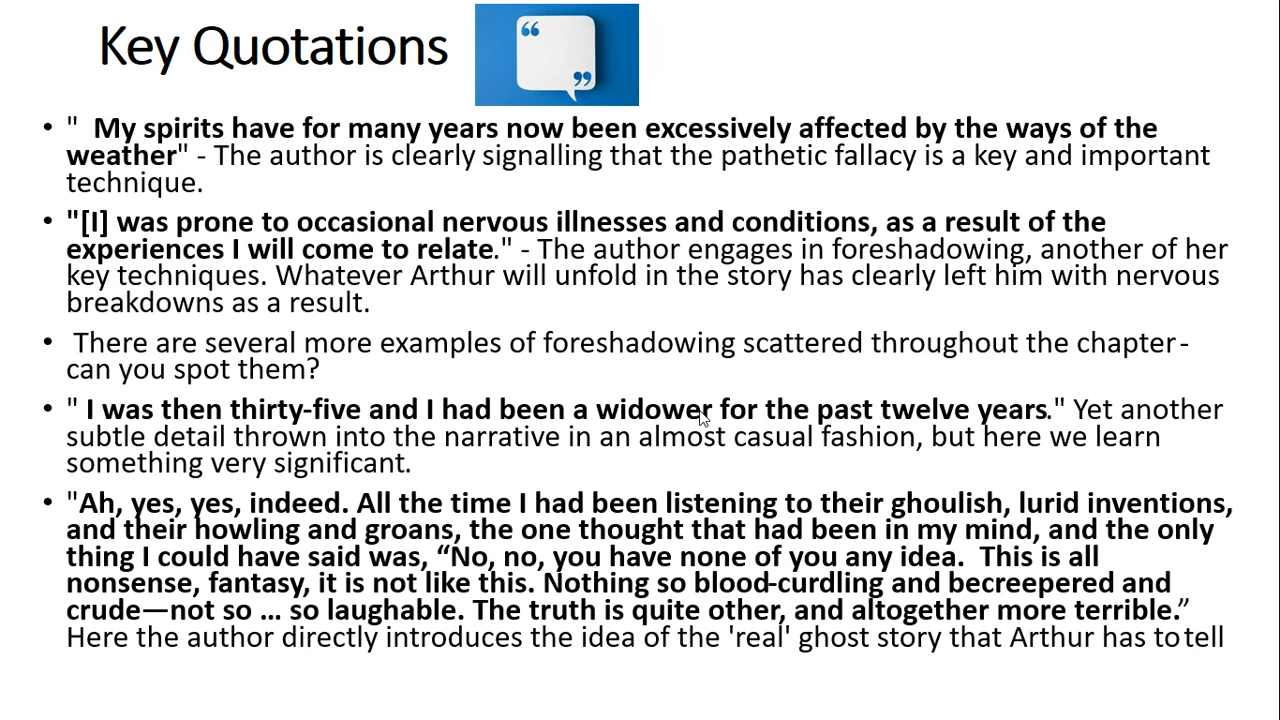 Key Quotations
“
”
• " My spirits have for many years now been excessively affected by the ways of the
weather" - The author is clearly signalling that the pathetic fallacy is a key and important
technique.
• "[I] was prone to occasional nervous illnesses and conditions, as a result of the
experiences I will come to relate." - The author engages in foreshadowing, another of her
key techniques. Whatever Arthur will unfold in the story has clearly left him with nervous
breakdowns as a result.
• There are several more examples of foreshadowing scattered throughout the chapter-
can you spot them?
• " I was then thirty-five and I had been a widower for the past twelve years." Yet another
subtle detail thrown into the narrative in an almost casual fashion, but here we learn
something very significant.
• "Ah, yes, yes, indeed. All the time I had been listening to their ghoulish, lurid inventions,
and their howling and groans, the one thought that had been in my mind, and the only
thing I could have said was, “No, no, you have none of you any idea. This is all
nonsense, fantasy, it is not like this. Nothing so blood-curdling and becreepered and
crude—not so … so laughable. The truth is quite other, and altogether more terrible.”
Here the author directly introduces the idea of the 'real' ghost story that Arthur has to tell